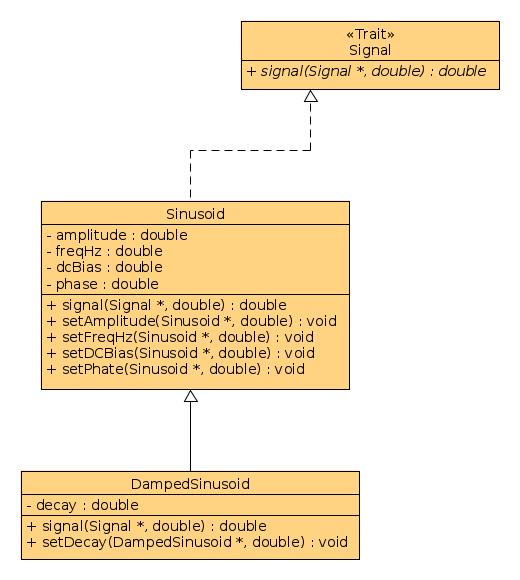 «Trait»
Signal
+ signal(Signal *, double) : double
Sinusoid
- amplitude : double
- freqHz : double
- dcBias : double
- phase : double
+ signal(Signal *, double) : double
+ setAmplitude(Sinusoid *, double) : void
+ setFreqHz(Sinusoid *, double) : void
+ setDCBias(Sinusoid *, double) : void
+ setPhate(Sinusoid *, double) : void
DampedSinusoid
- decay : double
+ signal(Signal *, double) : double
+ setDecay(DampedSinusoid *, double) : void